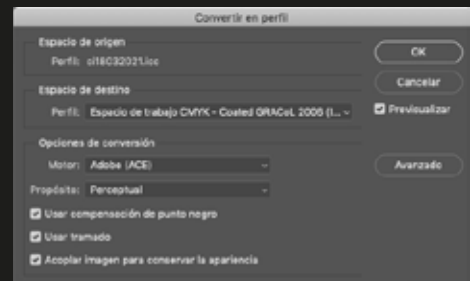 Convertir en perfil
Espacio de origen
Perfil: ci18032021.icc
OK
Cancelar
Espacio de destino
Perfil: Espacio de trabajo CMYK - Coated GRACoL 2006 (I...
Previsualizar
Opciones de conversión
Motor: Adobe (ACE)
Avanzado
Propósito: Perceptual
Usar compensación de punto negro
Usar tramado
Acoplar imagen para conservar la apariencia